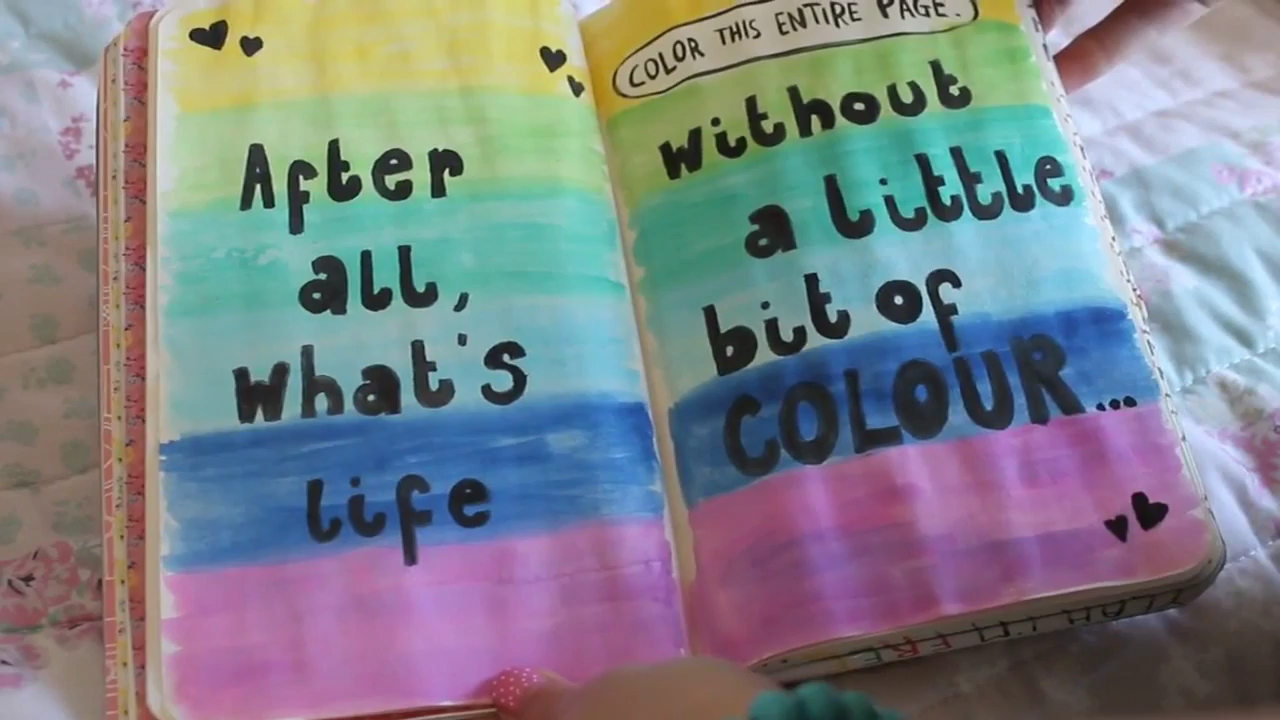 After
all,
what's
life
COLOR THIS ENTIRE PAGE.
without
a little
bit of
COLOUR...